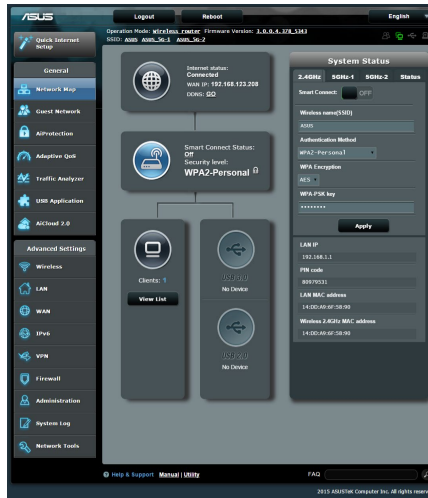 ASUS
Logout
Reboot
English
Operation Mode: Wireless router Firmware Version: 3.0.0.4.378_5343
SSID: ASUS ASUS_5G-1 ASUS_5G-2
Quick Internet Setup
General
Network Map
Guest Network
AiProtection
Adaptive QoS
Traffic Analyzer
USB Application
AiCloud 2.0
Advanced Settings
Wireless
LAN
WAN
IPv6
VPN
Firewall
Administration
System Log
Network Tools
Internet status:
Connected
WAN IP: 192.168.123.208
DDNS: GO
Smart Connect Status:
Off
Security level:
WPA2-Personal
Clients: 1
View List
USB 3.0
No Device
USB 2.0
No Device
System Status
2.4GHz 5GHz-1 5GHz-2 Status
Smart Connect: OFF
Wireless name(SSID)
ASUS
Authentication Method
WPA2-Personal
WPA Encryption
AES
WPA-PSK key
••••••••
Apply
LAN IP
192.168.1.1
PIN code
80979531
LAN MAC address
14:DD:A9:6F:58:90
Wireless 2.4GHz MAC address
14:DD:A9:6F:58:90
Help & Support Manual | Utility
FAQ
2015 ASUSTeK Computer Inc. All rights reserv